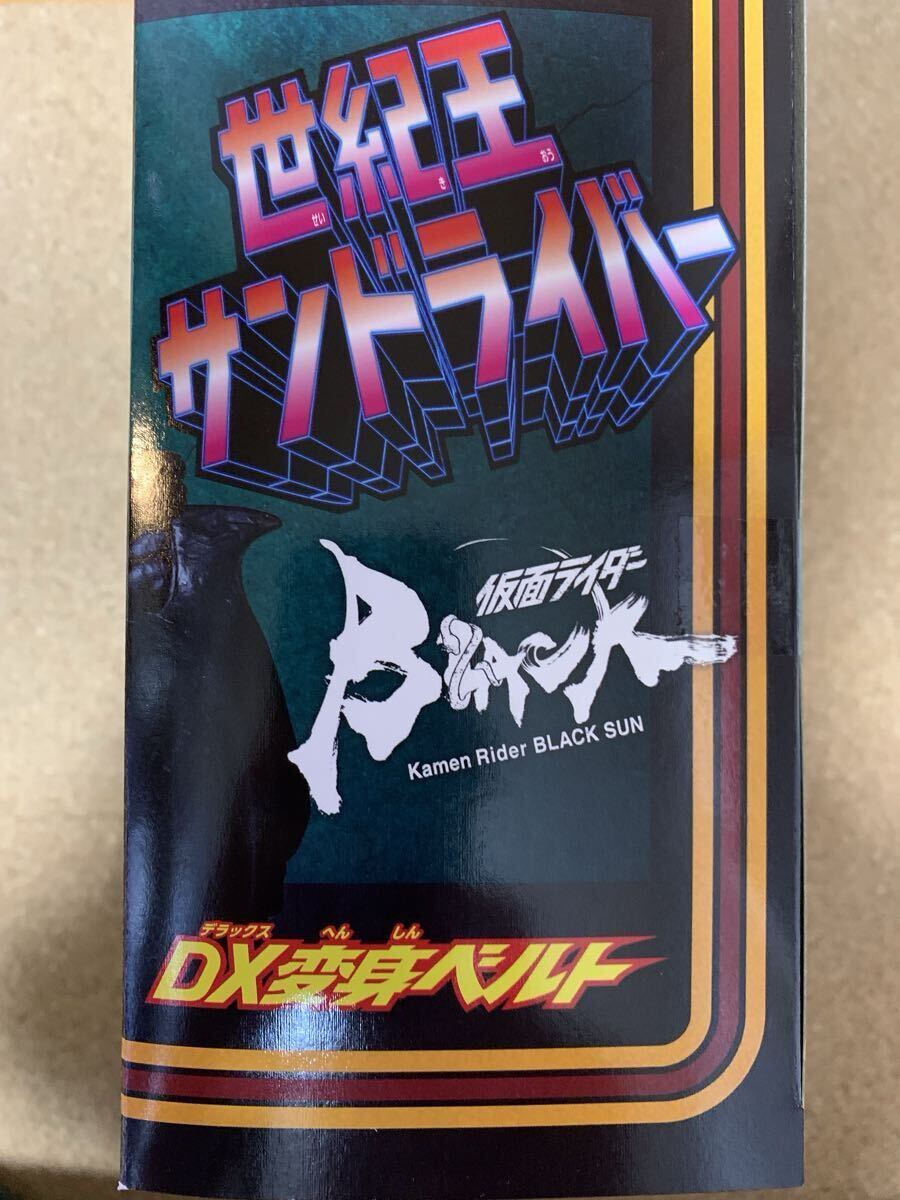 世紀王
せい き おう
サンドライバー
仮面ライダー
BLACK
Kamen Rider BLACK SUN
デラックス へん しん
DX変身ベルト